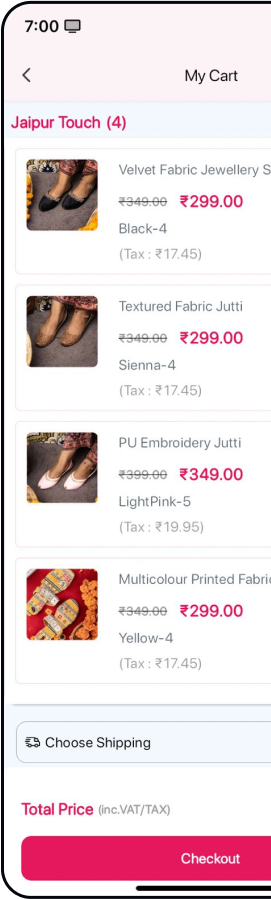 7:00
My Cart
Jaipur Touch (4)
Velvet Fabric Jewellery S
₹349.00 ₹299.00
Black-4
(Tax : ₹17.45)
Textured Fabric Jutti
₹349.00 ₹299.00
Sienna-4
(Tax : ₹17.45)
PU Embroidery Jutti
₹399.00 ₹349.00
LightPink-5
(Tax : ₹19.95)
Multicolour Printed Fabric
₹349.00 ₹299.00
Yellow-4
(Tax : ₹17.45)
Choose Shipping
Total Price (inc.VAT/TAX)
Checkout